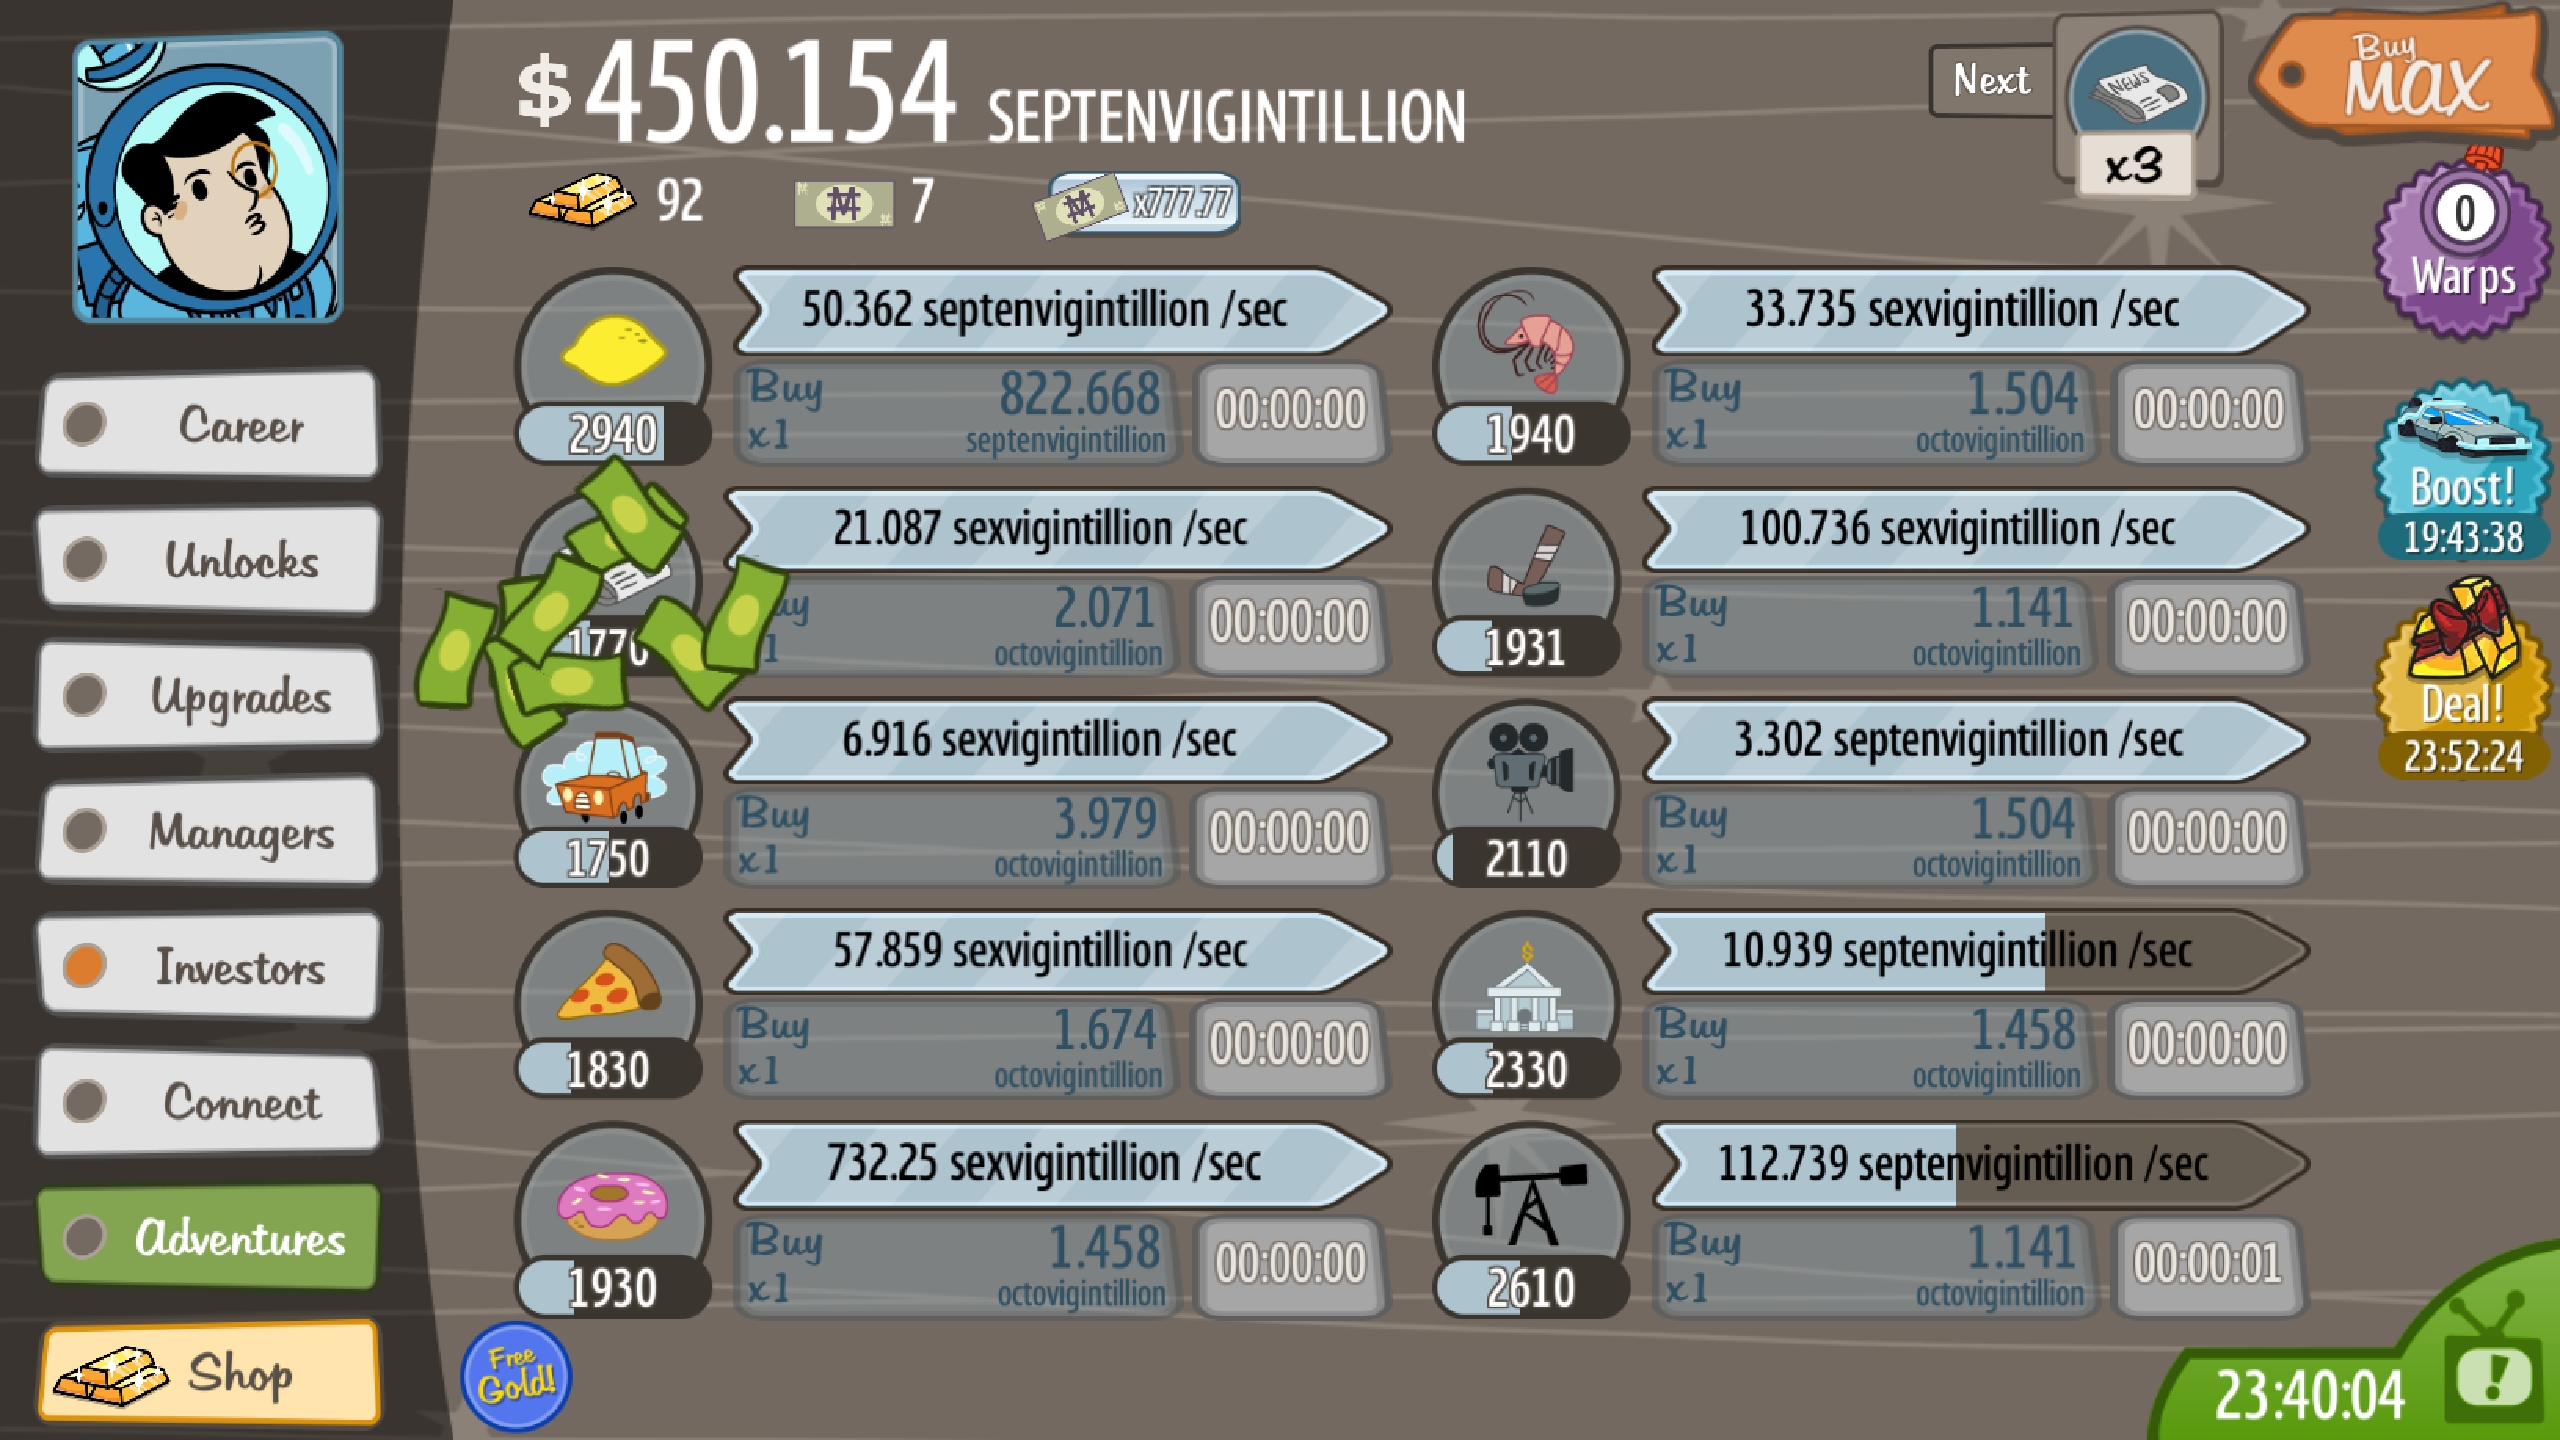 $450.154 SEPTENVIGINTILLION
92
7
x777.77
Next
NEWS
x3
Buy
MAX
0
Warps
Boost!
19:43:38
Deal!
23:52:24
Career
Unlocks
Upgrades
Managers
Investors
Connect
Adventures
Shop
50.362 septenvigintillion /sec
2940
Buy
x1
822.668
septenvigintillion
00:00:00
33.735 sexvigintillion /sec
1940
Buy
x1
1.504
octovigintillion
00:00:00
21.087 sexvigintillion /sec
1770
2.071
octovigintillion
00:00:00
100.736 sexvigintillion /sec
1931
Buy
x1
1.141
octovigintillion
00:00:00
6.916 sexvigintillion /sec
1750
Buy
x1
3.979
octovigintillion
00:00:00
3.302 septenvigintillion /sec
2110
Buy
x1
1.504
octovigintillion
00:00:00
57.859 sexvigintillion /sec
1830
Buy
x1
1.674
octovigintillion
00:00:00
10.939 septenvigintillion /sec
2330
Buy
x1
1.458
octovigintillion
00:00:00
732.25 sexvigintillion /sec
1930
Buy
x1
1.458
octovigintillion
00:00:00
112.739 septenvigintillion /sec
2610
Buy
x1
1.141
octovigintillion
00:00:01
Free
Gold!
23:40:04